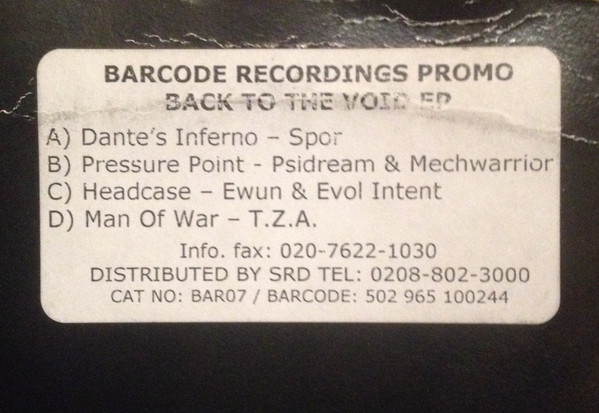 BARCODE RECORDINGS PROMO
BACK TO THE VOID EP
A) Dante's Inferno – Spor
B) Pressure Point - Psidream & Mechwarrior
C) Headcase – Ewun & Evol Intent
D) Man Of War – T.Z.A.
Info. fax: 020-7622-1030
DISTRIBUTED BY SRD TEL: 0208-802-3000
CAT NO: BAR07 / BARCODE: 502 965 100244